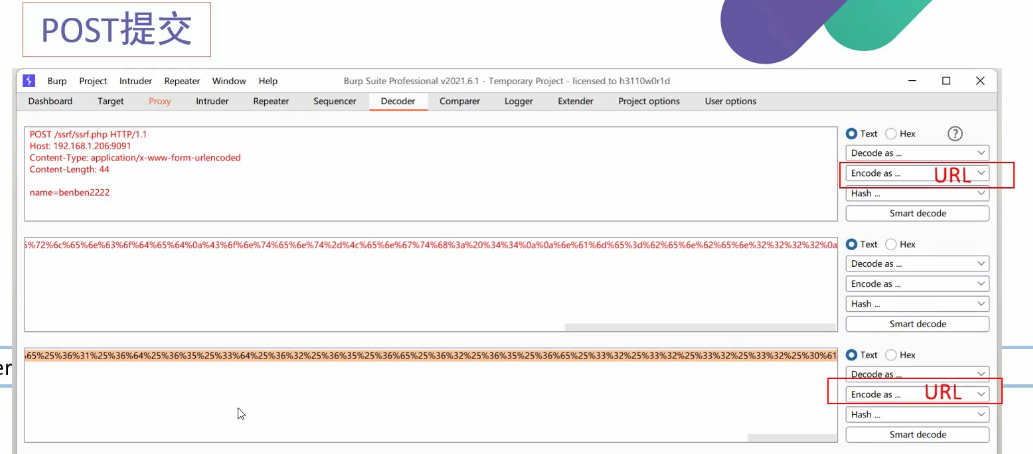 POST提交
Burp Project Intruder Repeater Window Help Burp Suite Professional v2021.6.1 - Temporary Project - licensed to h3110w0r1d
Dashboard Target Proxy Intruder Repeater Sequencer Decoder Comparer Logger Extender Project options User options
POST /ssrf/ssrf.php HTTP/1.1
Host: 192.168.1.206:9091
Content-Type: application/x-www-form-urlencoded
Content-Length: 44
name=benben2222
Text Hex ?
Decode as ...
Encode as ... URL
Hash ...
Smart decode
%72%6c%65%6e%63%6f%64%65%64%0a%43%6f%6e%74%65%6e%74%2d%4c%65%6e%67%74%68%3a%20%34%34%0a%0a%6e%61%6d%65%3d%62%65%6e%62%65%6e%32%32%32%32%0a
Text Hex
Decode as ...
Encode as ...
Hash ...
Smart decode
65%25%36%31%25%36%64%25%36%35%25%33%64%25%36%32%25%36%35%25%36%65%25%36%32%25%36%35%25%36%65%25%33%32%25%33%32%25%33%32%25%33%32%25%30%61
Text Hex
Decode as ...
Encode as ... URL
Hash ...
Smart decode
er